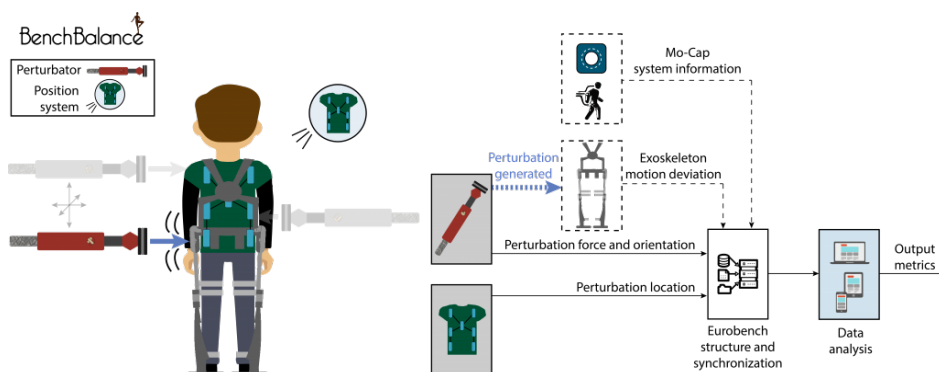 BenchBalance
Perturbator
Position
system
Mo-Cap
system information
Perturbation
generated
Exoskeleton
motion deviation
Perturbation force and orientation
Perturbation location
Output
metrics
Eurobench
structure and
synchronization
Data
analysis